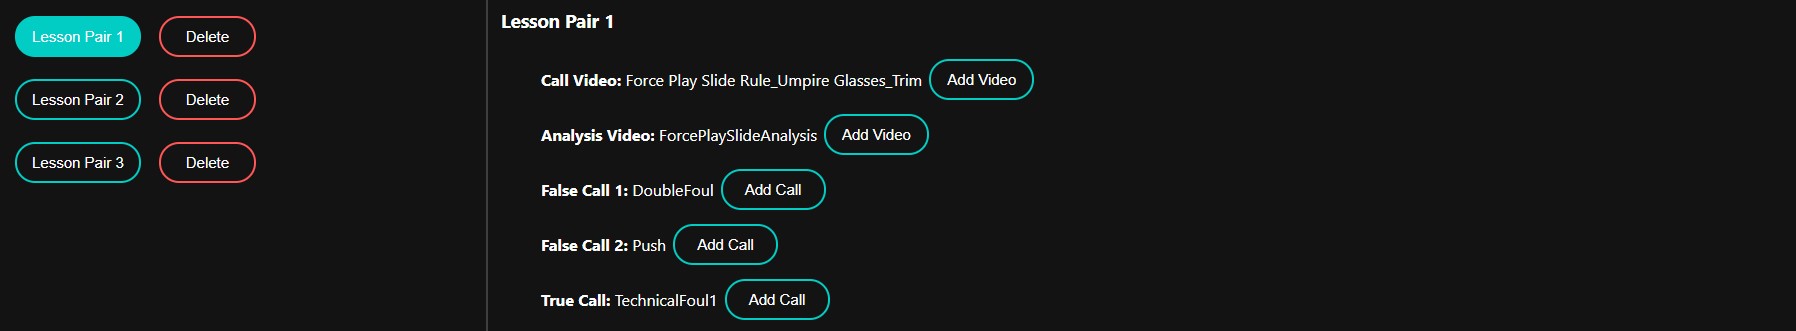 Lesson Pair 1 Delete
Lesson Pair 2 Delete
Lesson Pair 3 Delete
Lesson Pair 1
Call Video: Force Play Slide Rule_Umpire Glasses_Trim Add Video
Analysis Video: ForcePlaySlideAnalysis Add Video
False Call 1: DoubleFoul Add Call
False Call 2: Push Add Call
True Call: TechnicalFoul1 Add Call